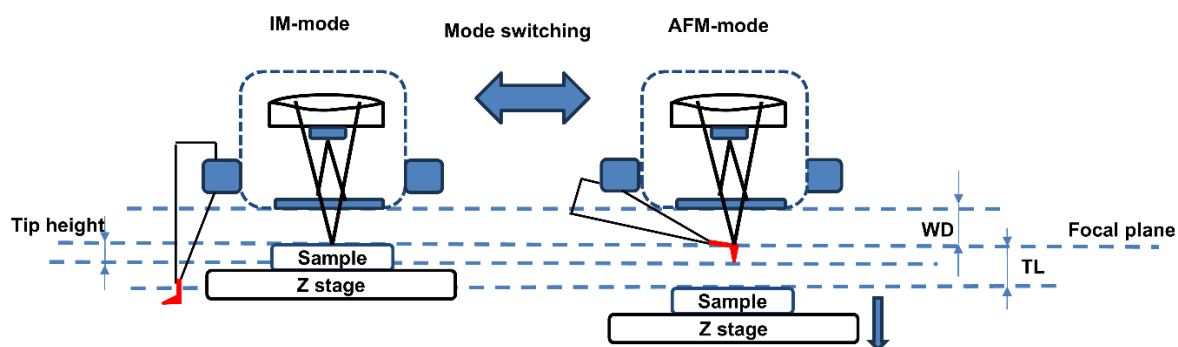 IM-mode
Mode switching
AFM-mode
Tip height
WD
Focal plane
Sample
TL
Z stage
Sample
Z stage